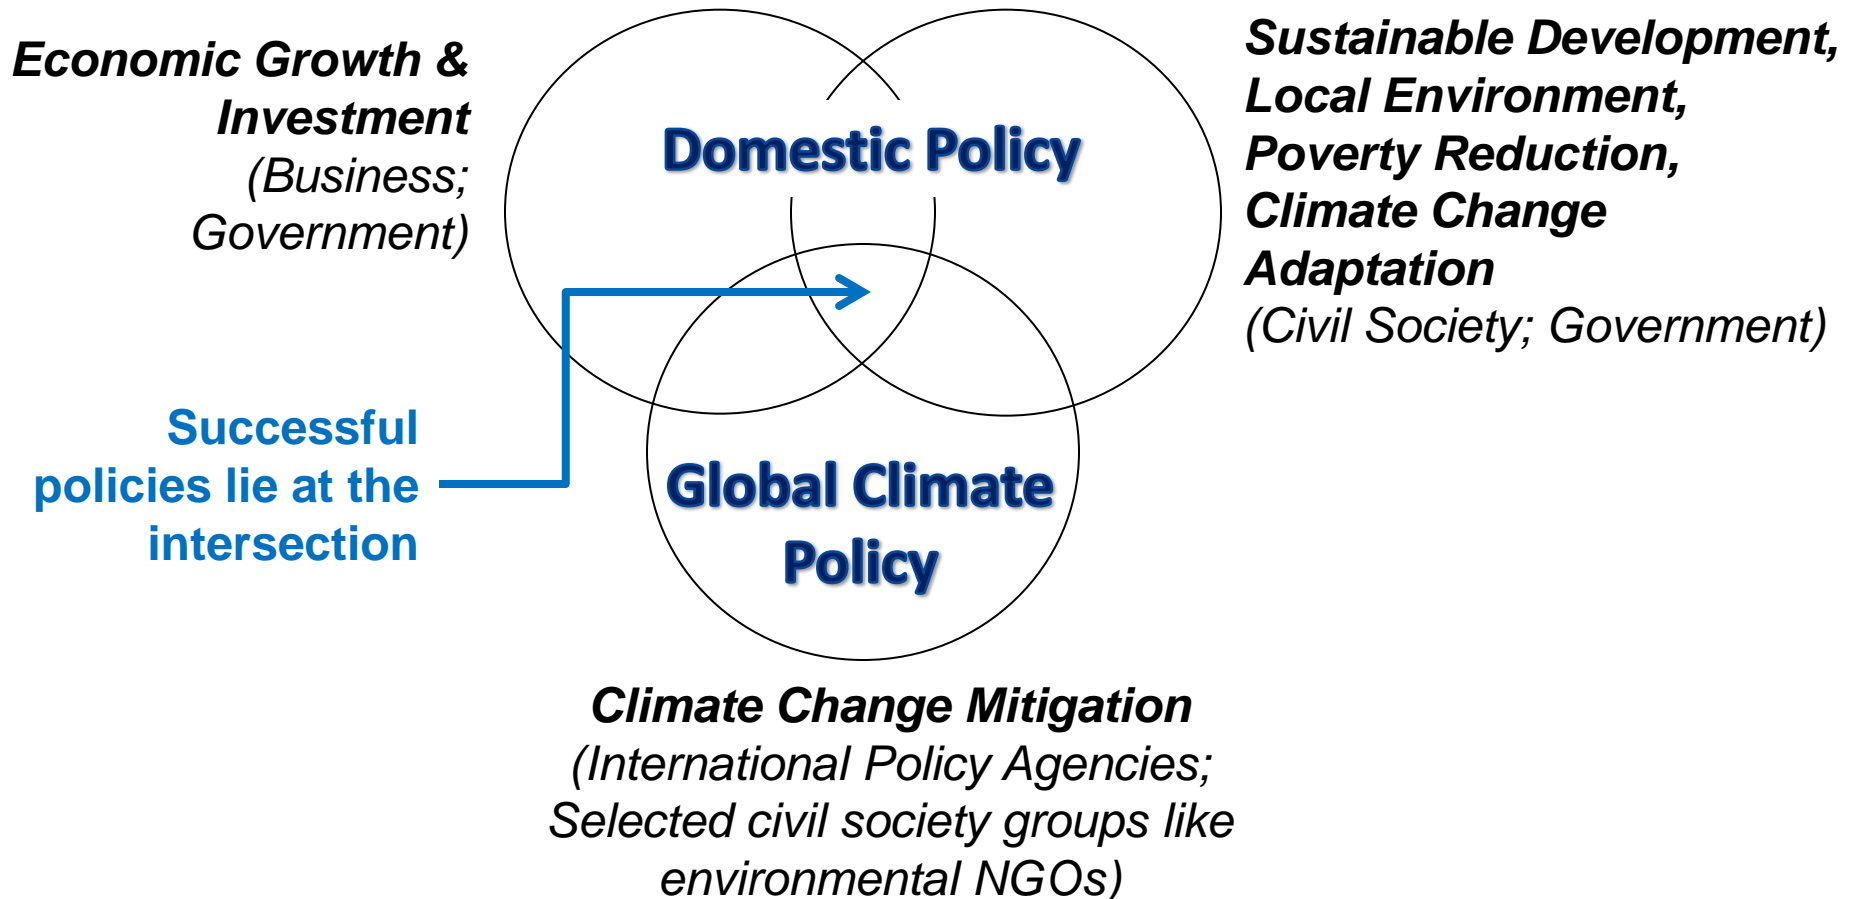 Economic Growth &
Investment
(Business;
Government)
Domestic Policy
Sustainable Development,
Local Environment,
Poverty Reduction,
Climate Change
Adaptation
(Civil Society; Government)
Successful
policies lie at the
intersection
Global Climate
Policy
Climate Change Mitigation
(International Policy Agencies;
Selected civil society groups like
environmental NGOs)